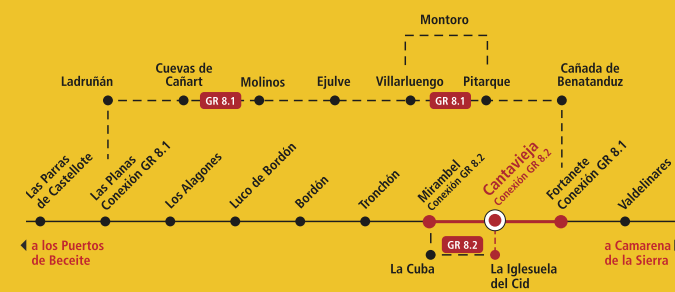 Montoro
Ladruñán
Cuevas de
Cañart
Molinos
Ejulve
Villarluengo
Pitarque
Cañada de
Benatanduz
GR 8.1
GR 8.1
Las Parras
de Castellote
Las Planas
Conexión GR 8.1
Los Alagones
Luco de Bordón
Bordón
Tronchón
Mirambel
Conexión GR 8.2
Cantavieja
Conexión GR 8.2
Fortanete
Conexión GR 8.1
Valdelinares
a los Puertos
de Beceite
GR 8.2
La Cuba
La Iglesuela
del Cid
a Camarena
de la Sierra